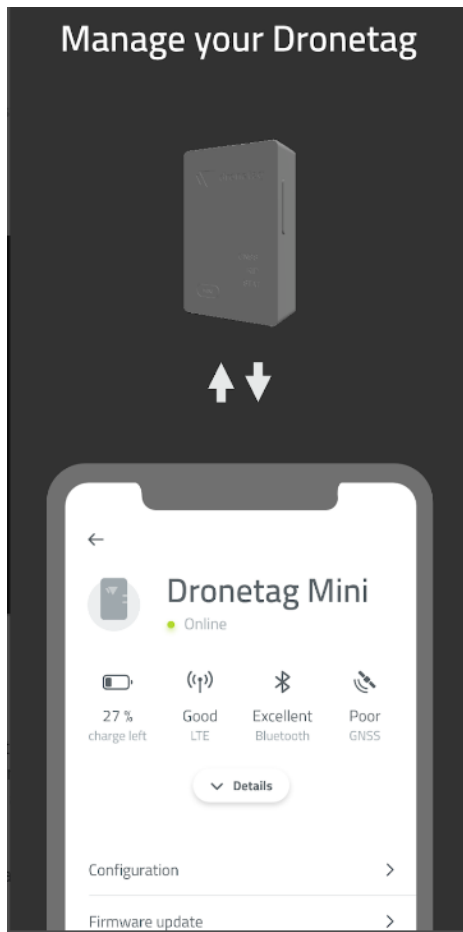 Manage your Dronetag
Dronetag Mini
Online
27 %
charge left
Good
LTE
Excellent
Bluetooth
Poor
GNSS
Details
Configuration
Firmware update